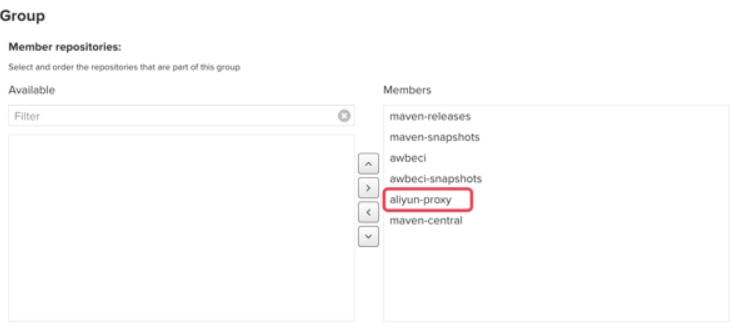 Group
Member repositories:
Select and order the repositories that are part of this group
Available
Filter
Members
maven-releases
maven-snapshots
awbeci
awbeci-snapshots
aliyun-proxy
maven-central